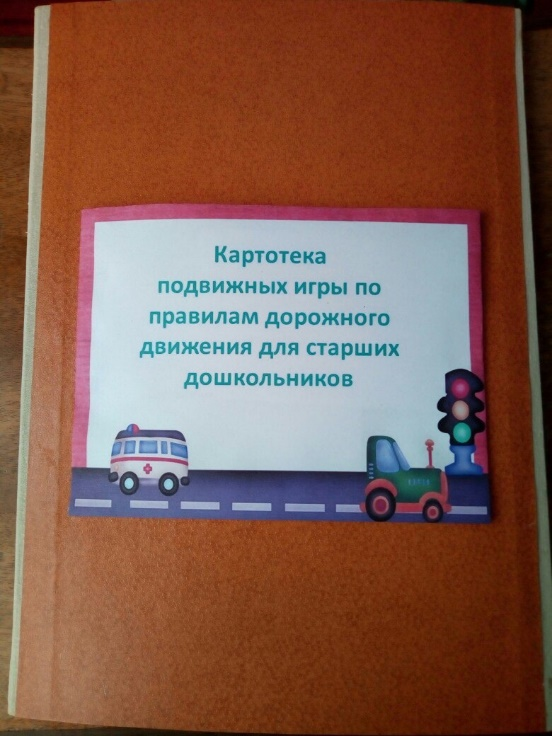 Картотека
подвижных игры по
правилам дорожного
движения для старших
дошкольников